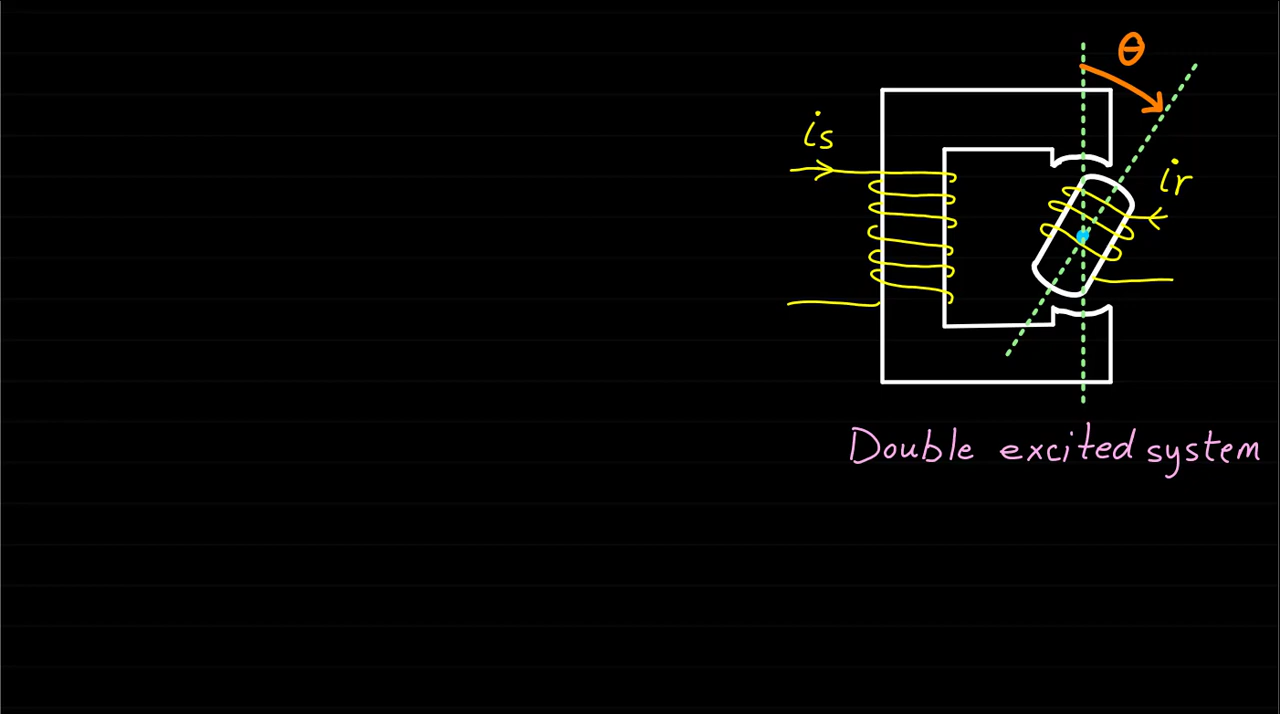 θ
is
ir
Double excited system